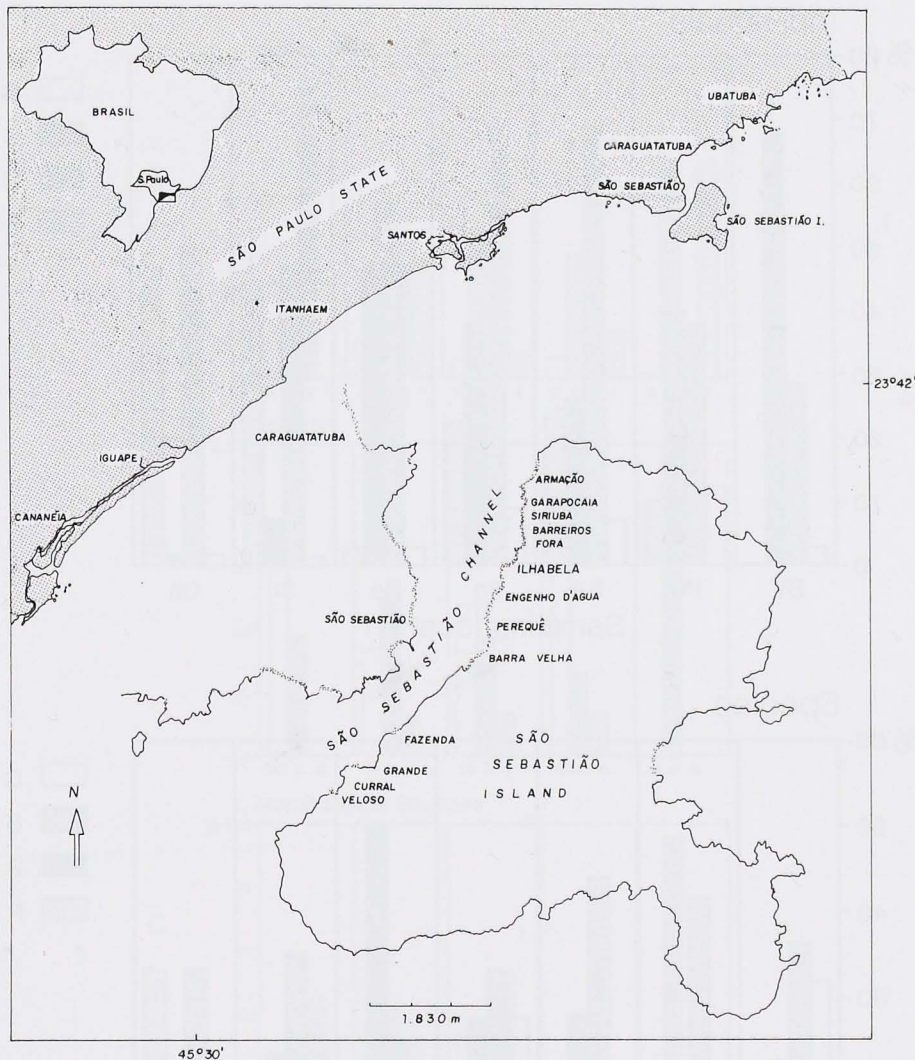 BRASIL
S. Paulo
UBATUBA
CARAGUATATUBA
SÃO SEBASTIÃO
SÃO SEBASTIÃO I.
SÃO PAULO STATE
SANTOS
ITANHAEM
23°42'
CARAGUATATUBA
IGUAPE
CANANÉIA
ARMAÇÃO
GARAPOCAIA
SIRIUBA
BARREIROS
FORA
ILHABELA
ENGENHO D'AGUA
SÃO SEBASTIÃO
PEREQUÊ
BARRA VELHA
SÃO SEBASTIÃO CHANNEL
FAZENDA
SÃO
SEBASTIÃO
ISLAND
GRANDE
CURRAL
VELOSO
N
1.830 m
45°30'